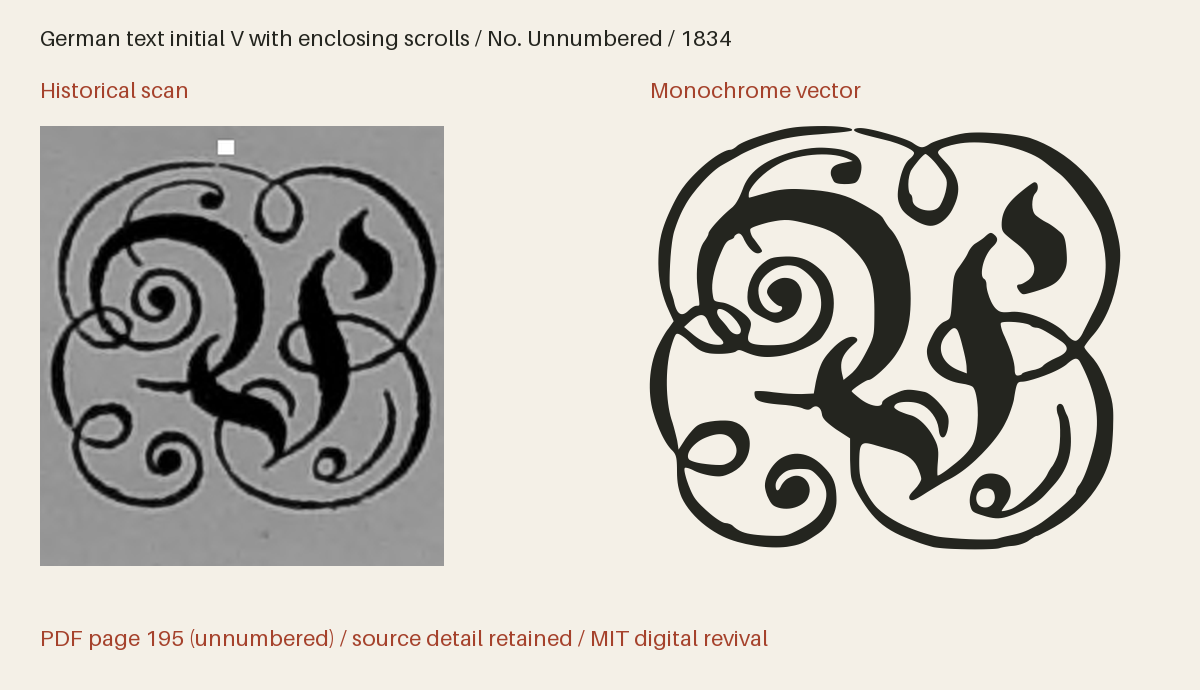 German text initial V with enclosing scrolls / No. Unnumbered / 1834
Historical scan
Monochrome vector
V
V
PDF page 195 (unnumbered) / source detail retained / MIT digital revival